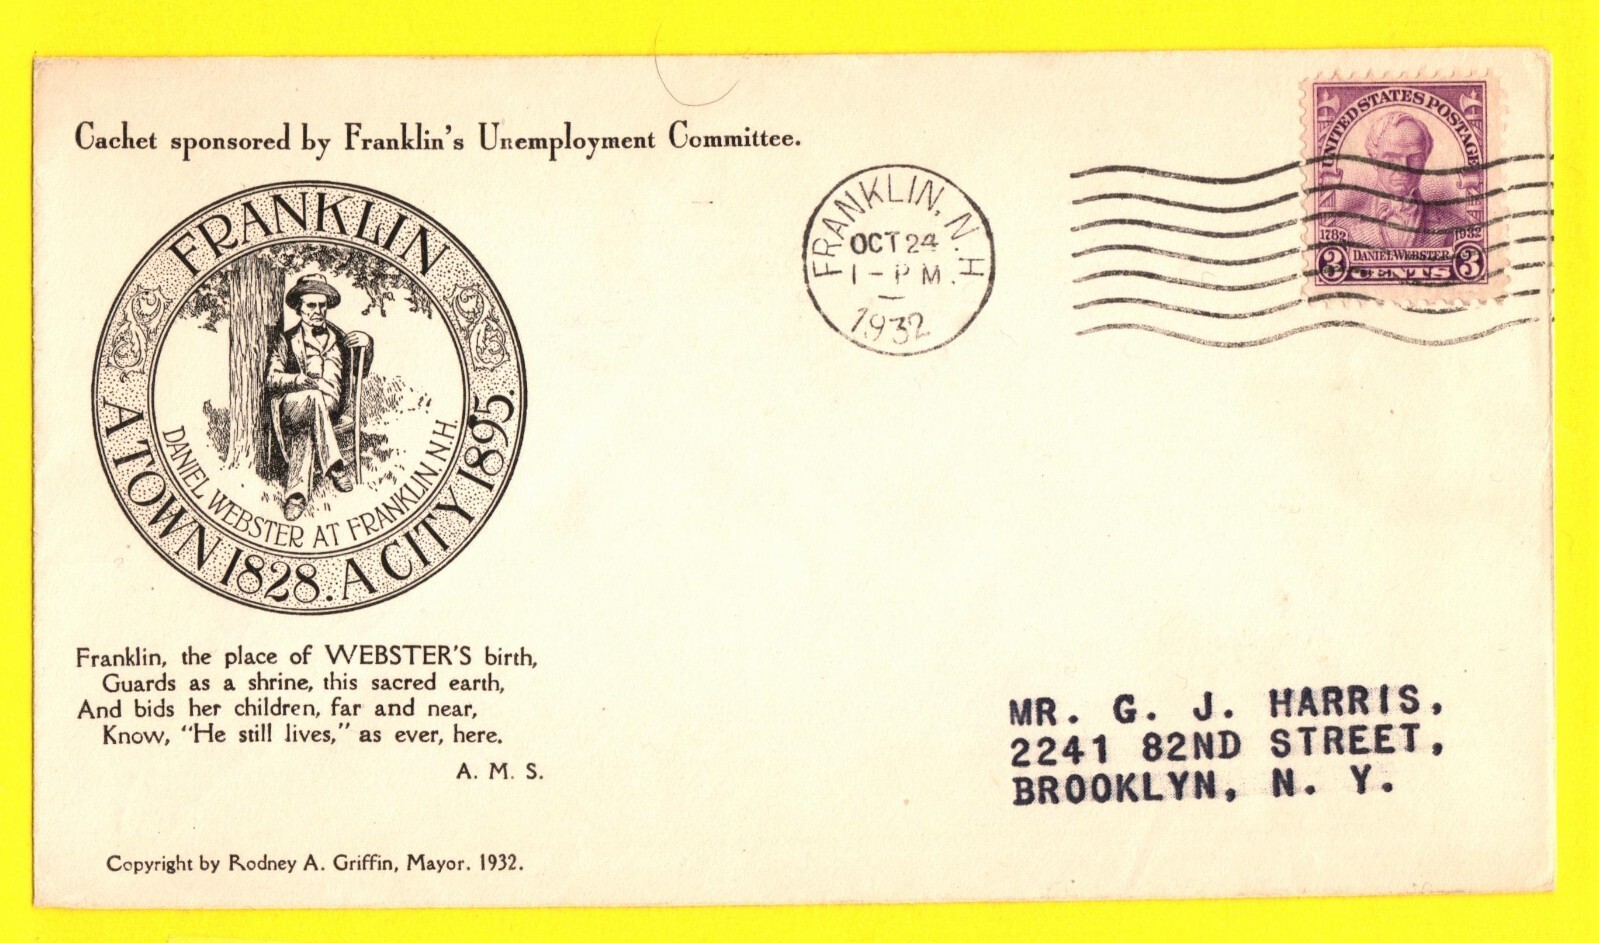 Cachet sponsored by Franklin's Unemployment Committee.
FRANKLIN
A TOWN 1828. A CITY 1895.
DANIEL WEBSTER AT FRANKLIN N.H.
Franklin, the place of WEBSTER'S birth,
Guards as a shrine, this sacred earth,
And bids her children, far and near,
Know, "He still lives," as ever, here.
A. M. S.
Copyright by Rodney A. Griffin, Mayor. 1932.
FRANKLIN, N. H.
OCT 24
1 - P M.
1932
UNITED STATES POSTAGE
1782 1932
DANIEL WEBSTER
3 CENTS 3
MR. G. J. HARRIS,
2241 82ND STREET,
BROOKLYN, N. Y.